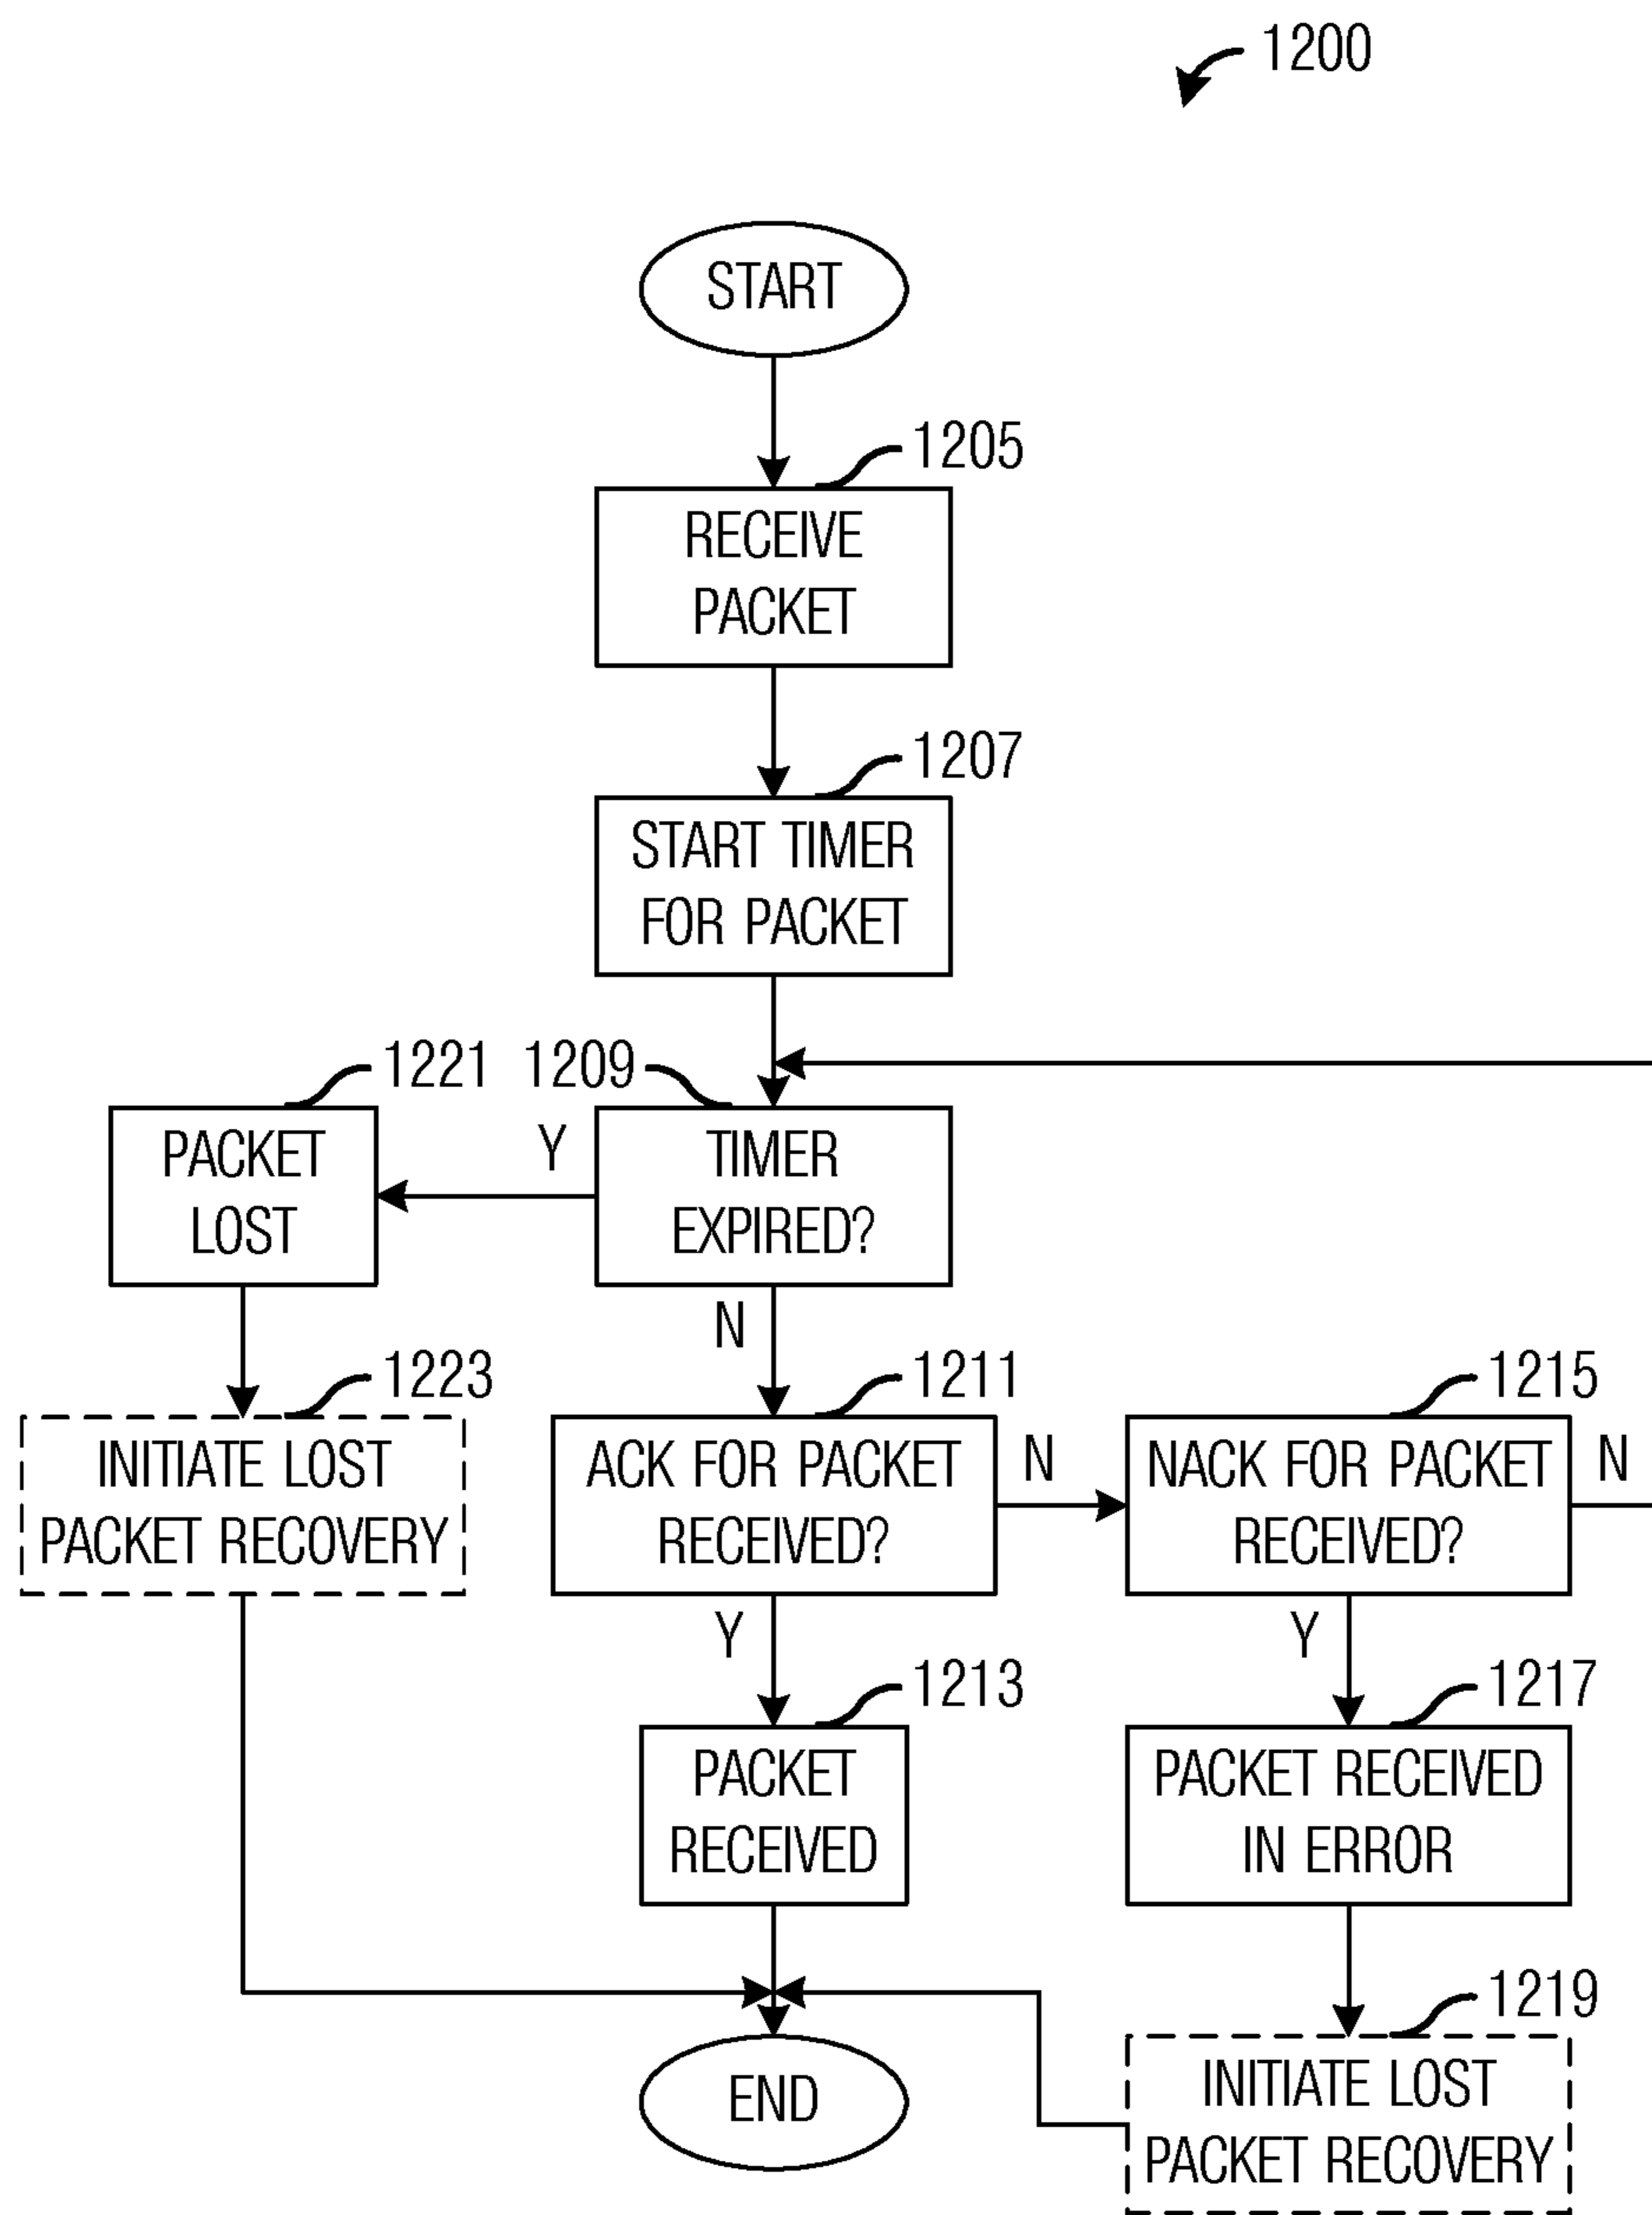 1200
START
1205
RECEIVE
PACKET
1207
START TIMER
FOR PACKET
1221
1209
PACKET
LOST
Y
TIMER
EXPIRED?
N
1223
1211
1215
INITIATE LOST
PACKET RECOVERY
ACK FOR PACKET
RECEIVED?
N
NACK FOR PACKET
RECEIVED?
N
Y
Y
1213
1217
PACKET
RECEIVED
PACKET RECEIVED
IN ERROR
1219
END
INITIATE LOST
PACKET RECOVERY